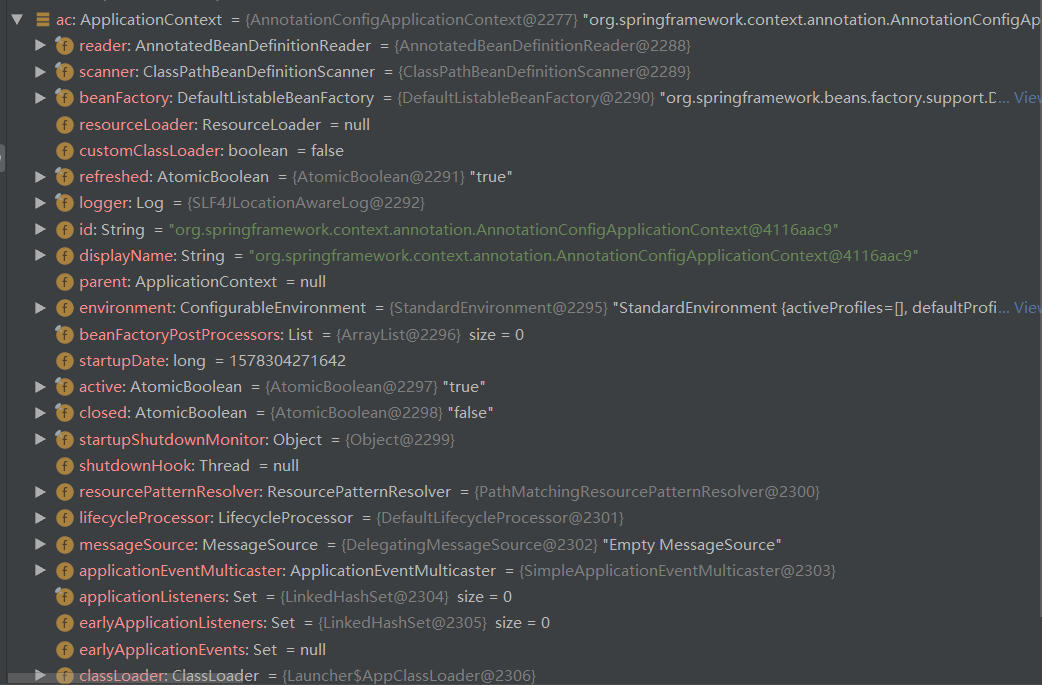 ac: ApplicationContext = {AnnotationConfigApplicationContext@2277} "org.springframework.context.annotation.AnnotationConfigAp
reader: AnnotatedBeanDefinitionReader = {AnnotatedBeanDefinitionReader@2288}
scanner: ClassPathBeanDefinitionScanner = {ClassPathBeanDefinitionScanner@2289}
beanFactory: DefaultListableBeanFactory = {DefaultListableBeanFactory@2290} "org.springframework.beans.factory.support.D... View
resourceLoader: ResourceLoader = null
customClassLoader: boolean = false
refreshed: AtomicBoolean = {AtomicBoolean@2291} "true"
logger: Log = {SLF4JLocationAwareLog@2292}
id: String = "org.springframework.context.annotation.AnnotationConfigApplicationContext@4116aac9"
displayName: String = "org.springframework.context.annotation.AnnotationConfigApplicationContext@4116aac9"
parent: ApplicationContext = null
environment: ConfigurableEnvironment = {StandardEnvironment@2295} "StandardEnvironment {activeProfiles=[], defaultProfi... View
beanFactoryPostProcessors: List = {ArrayList@2296} size = 0
startupDate: long = 1578304271642
active: AtomicBoolean = {AtomicBoolean@2297} "true"
closed: AtomicBoolean = {AtomicBoolean@2298} "false"
startupShutdownMonitor: Object = {Object@2299}
shutdownHook: Thread = null
resourcePatternResolver: ResourcePatternResolver = {PathMatchingResourcePatternResolver@2300}
lifecycleProcessor: LifecycleProcessor = {DefaultLifecycleProcessor@2301}
messageSource: MessageSource = {DelegatingMessageSource@2302} "Empty MessageSource"
applicationEventMulticaster: ApplicationEventMulticaster = {SimpleApplicationEventMulticaster@2303}
applicationListeners: Set = {LinkedHashSet@2304} size = 0
earlyApplicationListeners: Set = {LinkedHashSet@2305} size = 0
earlyApplicationEvents: Set = null
classLoader: ClassLoader = {Launcher$AppClassLoader@2306}